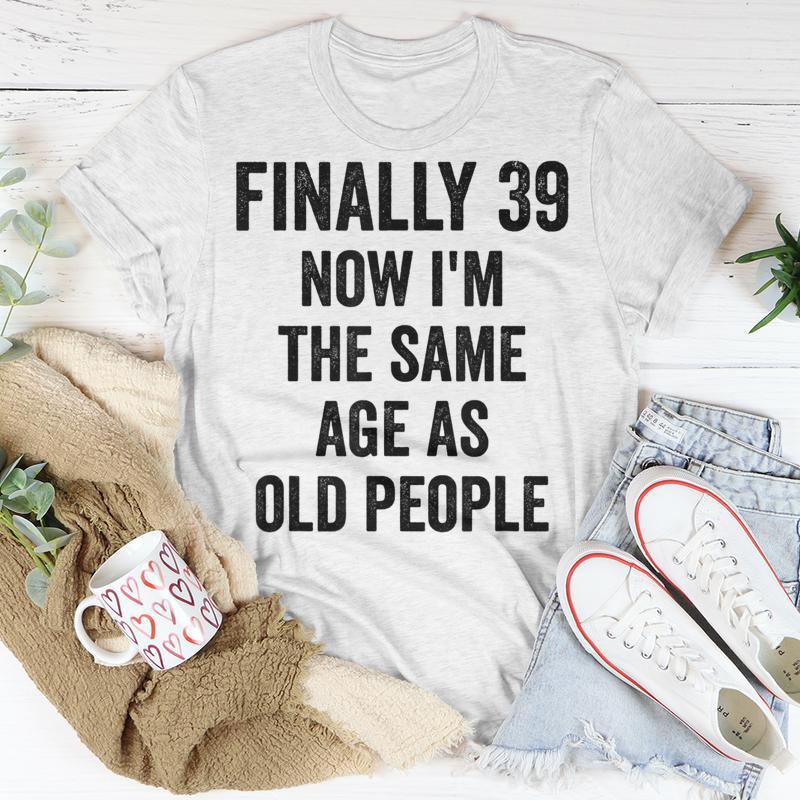 FINALLY 39
NOW I'M
THE SAME
AGE AS
OLD PEOPLE